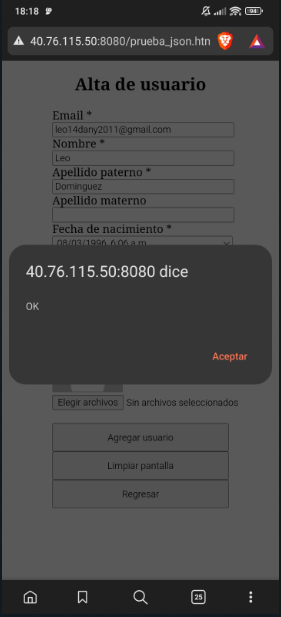 18:18
94
40.76.115.50:8080/prueba_json.htn
Alta de usuario
Email *
leo14dany2011@gmail.com
Nombre *
Leo
Apellido paterno *
Domínguez
Apellido materno
Fecha de nacimiento *
08/03/1996, 6:06 a.m.
40.76.115.50:8080 dice
OK
Aceptar
Elegir archivos Sin archivos seleccionados
Agregar usuario
Limpiar pantalla
Regresar
25